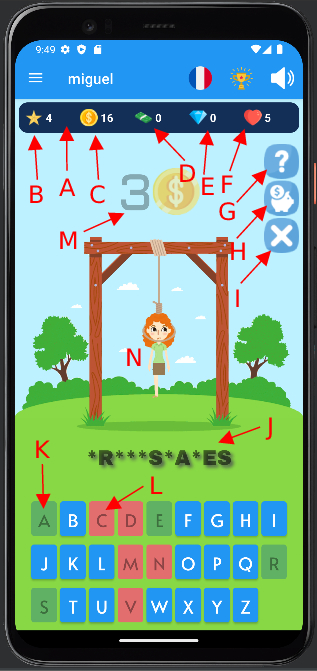 9:49
miguel
4 16 0 0 5
B A C D E F
G
3 $
M H
I
N
*R***S*A*ES
J
K L
A B C D E F G H I
J K L M N O P Q R
S T U V W X Y Z
?
$